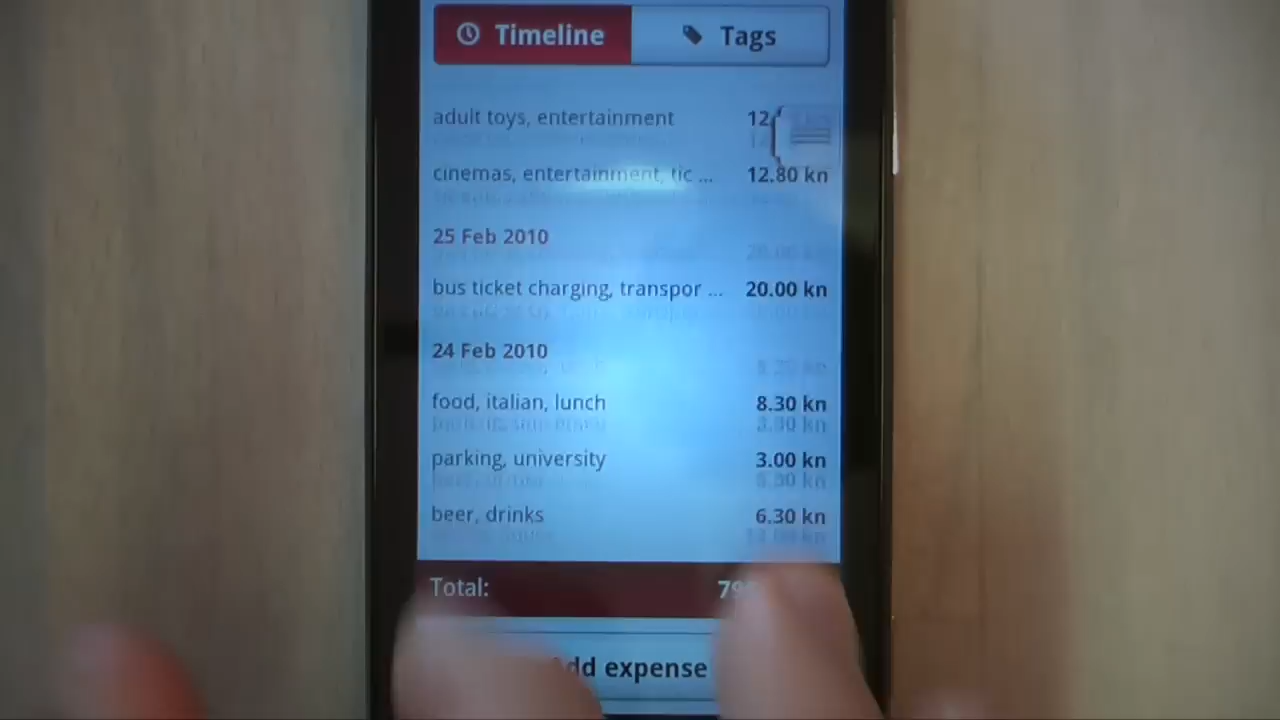 Timeline
Tags
adult toys, entertainment 12.
cinemas, entertainment, tic ... 12.80 kn
25 Feb 2010
bus ticket charging, transpor ... 20.00 kn
24 Feb 2010
food, italian, lunch 8.30 kn
parking, university 3.00 kn
beer, drinks 6.30 kn
Total:
expense